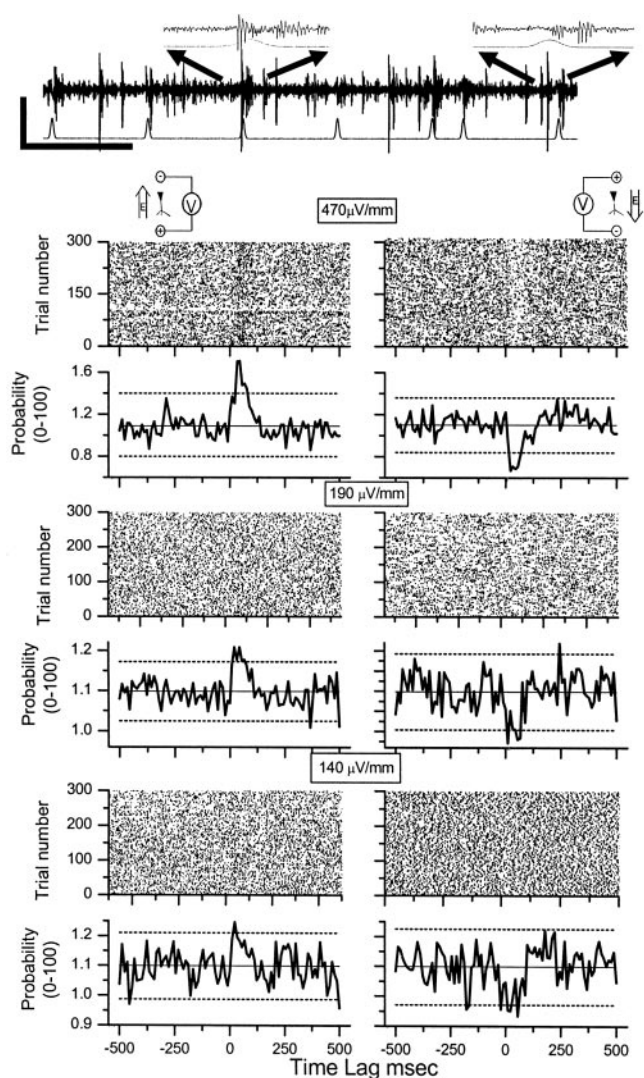 - V + E
+ V - E
470μV/mm
Trial number
300
150
0
Probability
(0-100)
1.6
1.2
0.8
190 μV/mm
Trial number
300
200
100
0
Probability
(0-100)
1.2
1.1
1.0
140 μV/mm
Trial number
300
200
100
0
Probability
(0-100)
1.2
1.1
1.0
0.9
-500 -250 0 250 500 -500 -250 0 250 500
Time Lag msec